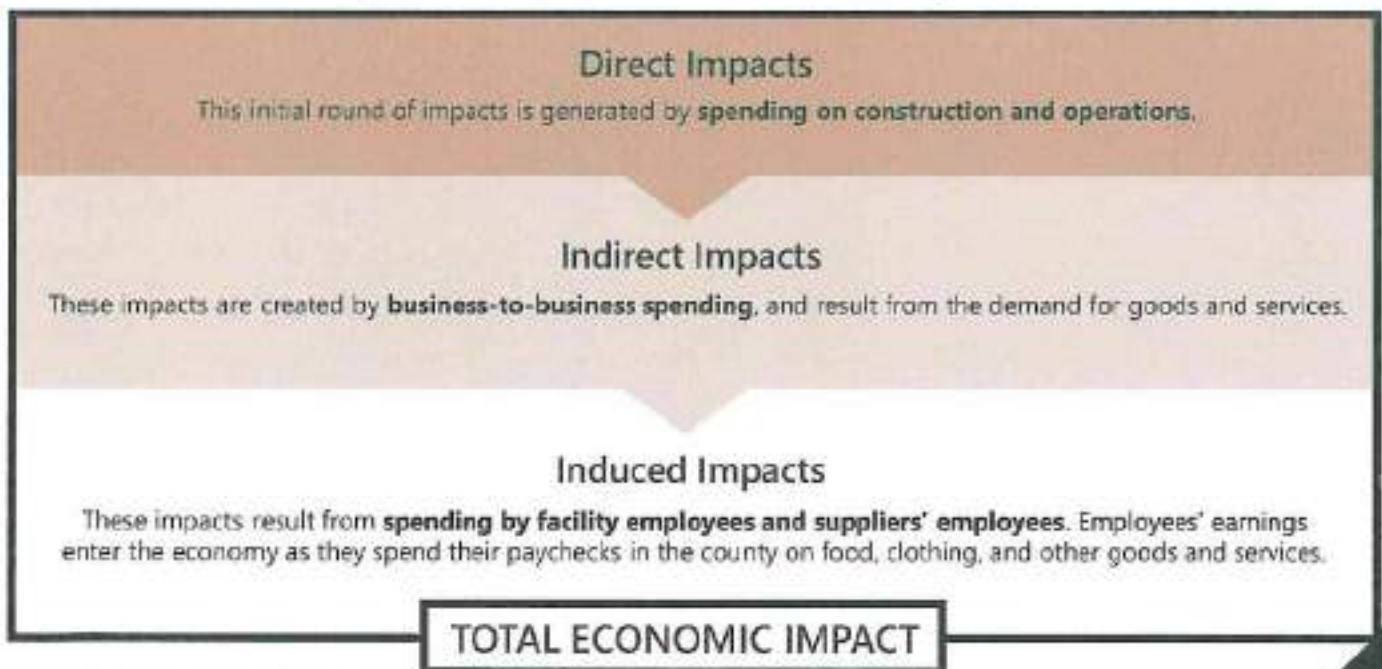 Direct Impacts
This initial round of impacts is generated by spending on construction and operations.
Indirect Impacts
These impacts are created by business-to-business spending, and result from the demand for goods and services.
Induced Impacts
These impacts result from spending by facility employees and suppliers' employees. Employees' earnings
enter the economy as they spend their paychecks in the county on food, clothing, and other goods and services.
TOTAL ECONOMIC IMPACT